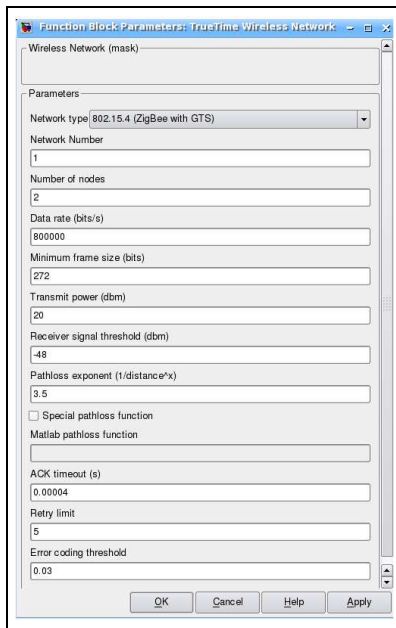 Function Block Parameters: TrueTime Wireless Network
Wireless Network (mask)
Parameters
Network type 802.15.4 (ZigBee with GTS)
Network Number
1
Number of nodes
2
Data rate (bits/s)
800000
Minimum frame size (bits)
272
Transmit power (dbm)
20
Receiver signal threshold (dbm)
-48
Pathloss exponent (1/distance^x)
3.5
Special pathloss function
Matlab pathloss function
ACK timeout (s)
0.00004
Retry limit
5
Error coding threshold
0.03
OK Cancel Help Apply